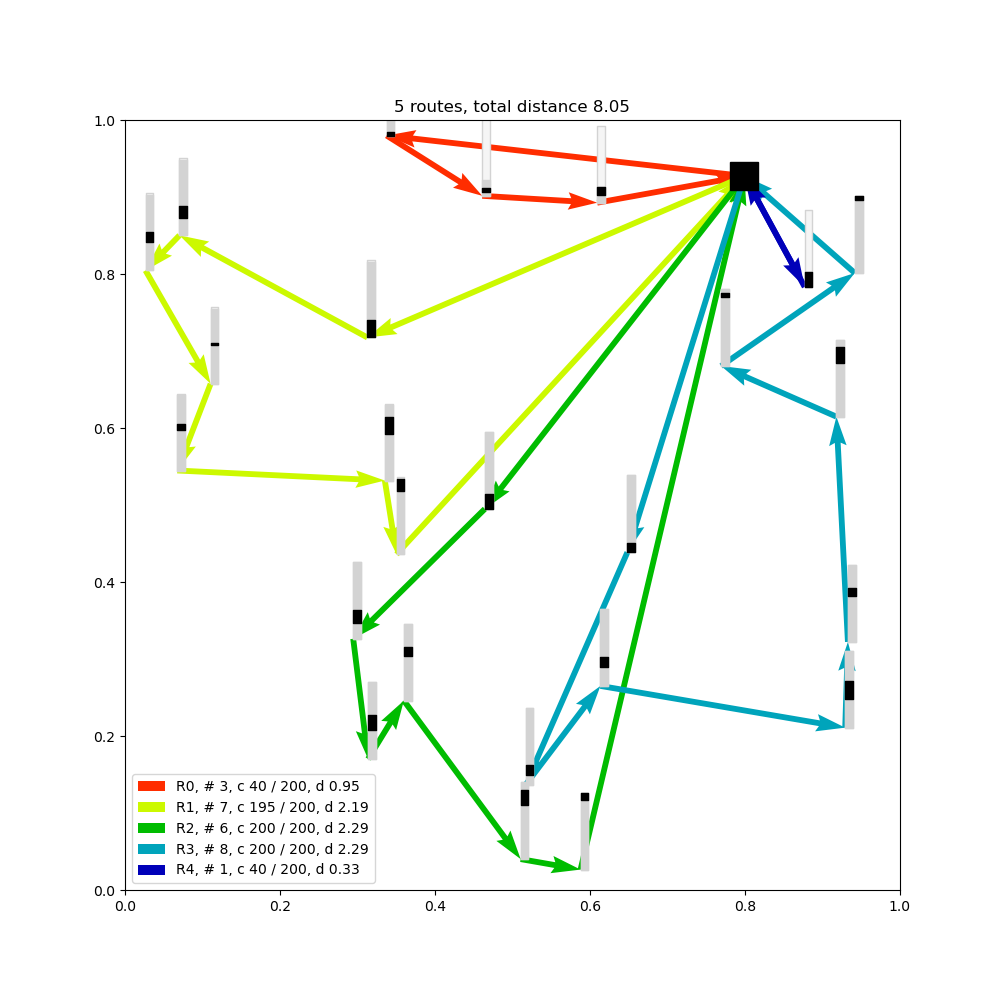 5 routes, total distance 8.05
1.0
0.8
0.6
0.4
0.2
0.0
R0, # 3, c 40 / 200, d 0.95
R1, # 7, c 195 / 200, d 2.19
R2, # 6, c 200 / 200, d 2.29
R3, # 8, c 200 / 200, d 2.29
R4, # 1, c 40 / 200, d 0.33
0.0 0.2 0.4 0.6 0.8 1.0